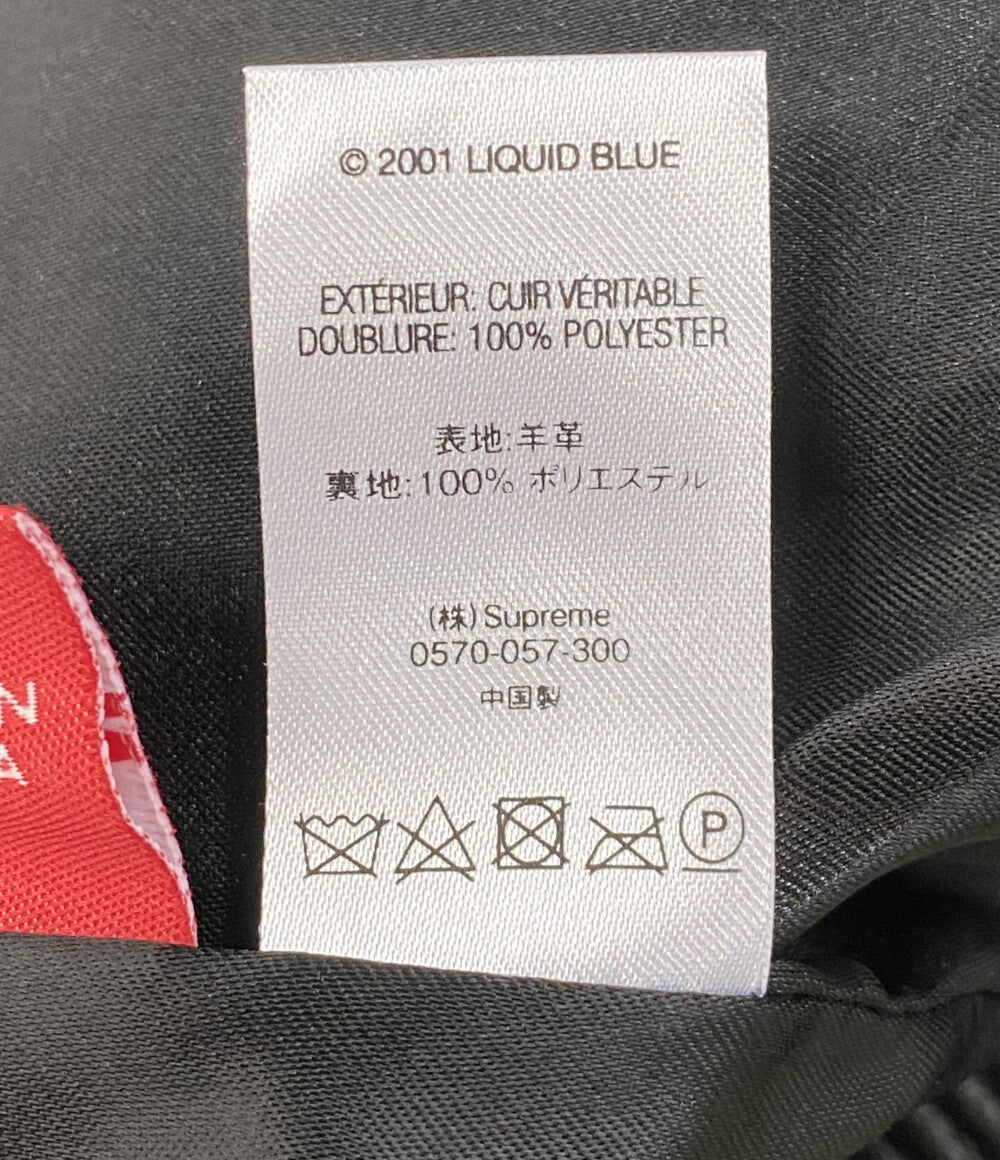 © 2001 LIQUID BLUE
EXTÉRIEUR: CUIR VÉRITABLE
DOUBLURE: 100% POLYESTER
表地:羊革
裏地:100% ポリエステル
(株)Supreme
0570-057-300
中国製
P
N
A